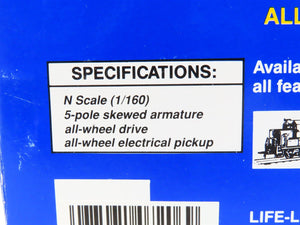 ALL
SPECIFICATIONS:
N Scale (1/160)
5-pole skewed armature
all-wheel drive
all-wheel electrical pickup
Availa
all fea
LIFE-L